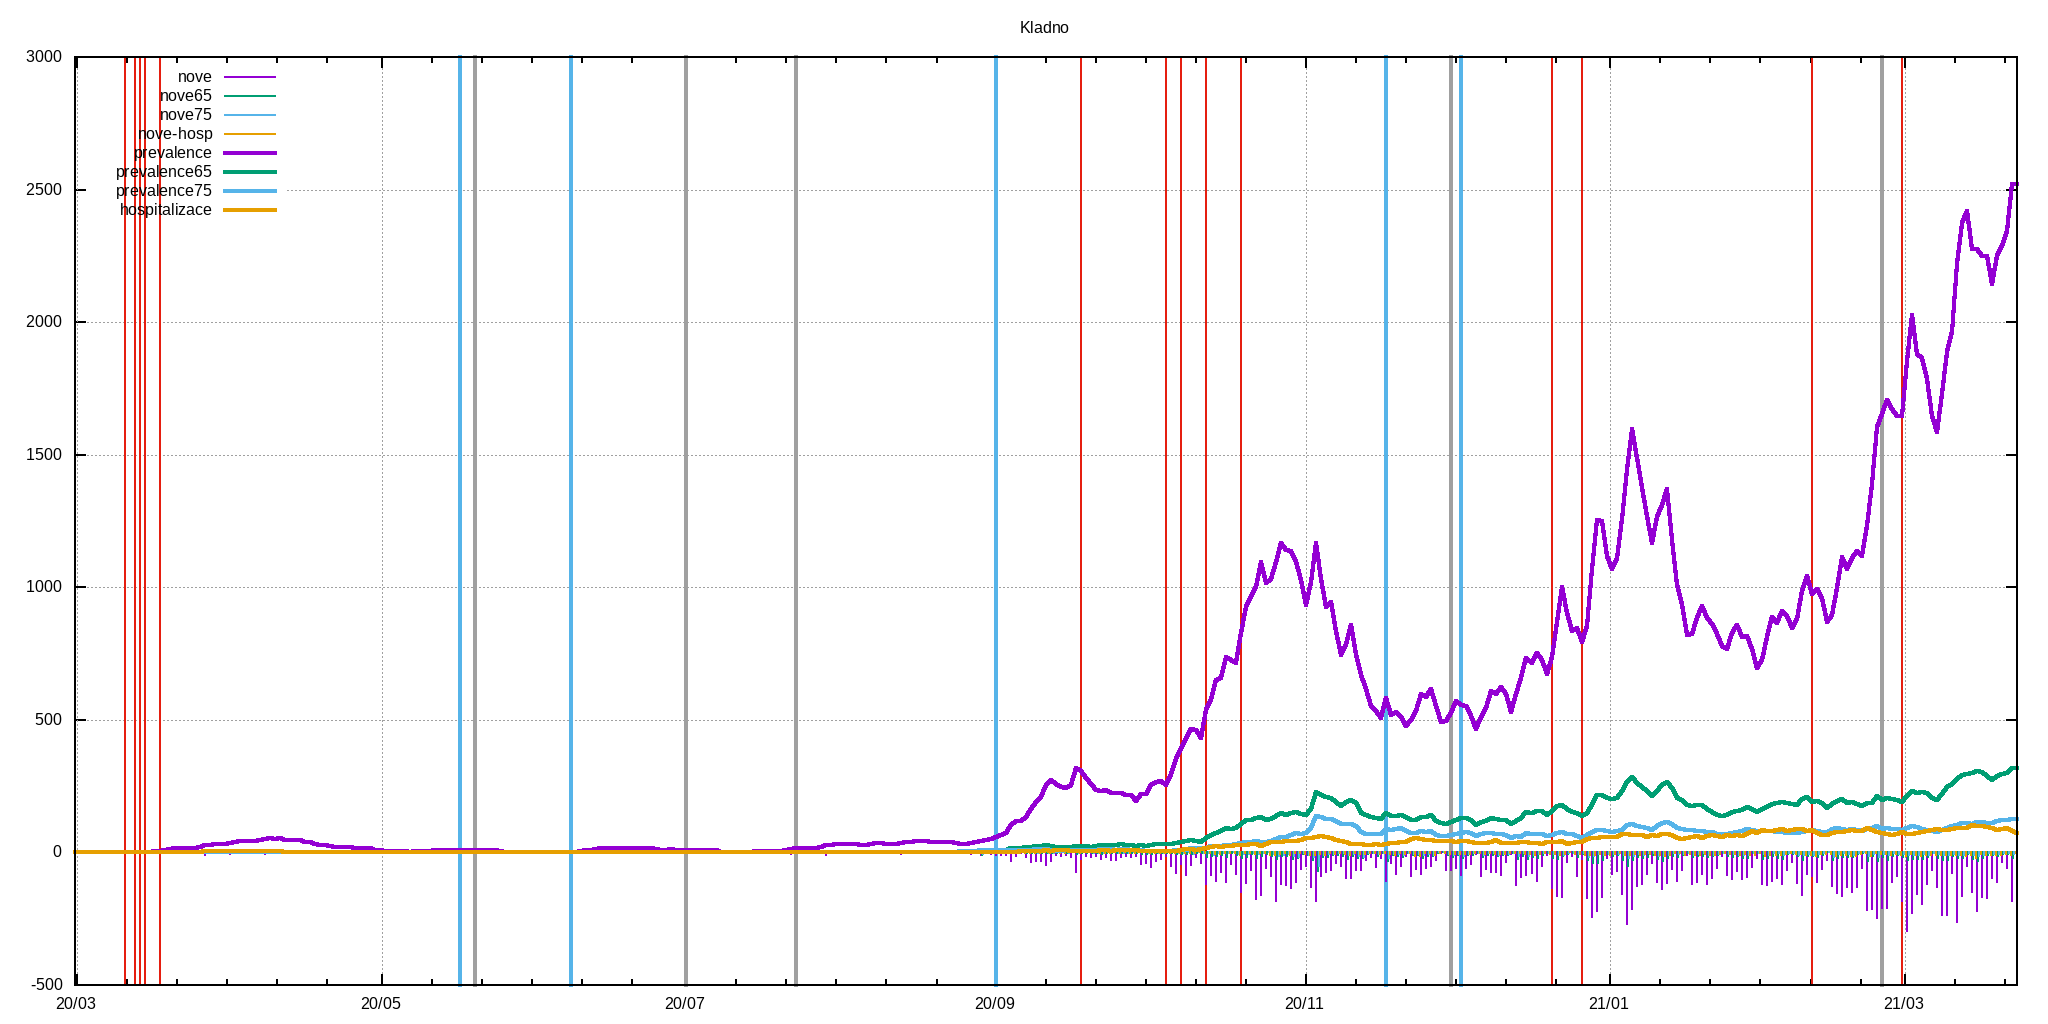 Kladno
3000
2500
2000
1500
1000
500
0
-500
nove
nove65
nove75
nove-hosp
prevalence
prevalence65
prevalence75
hospitalizace
20/03
20/05
20/07
20/09
20/11
21/01
21/03